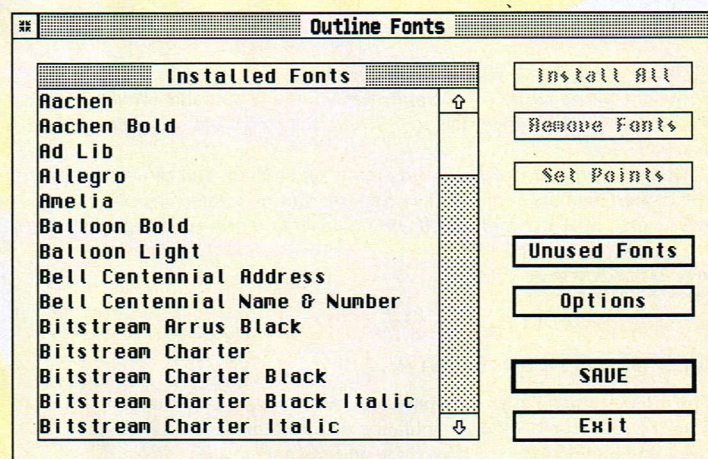 Outline Fonts
Installed Fonts
Aachen
Aachen Bold
Ad Lib
Allegro
Amelia
Balloon Bold
Balloon Light
Bell Centennial Address
Bell Centennial Name & Number
Bitstream Arrus Black
Bitstream Charter
Bitstream Charter Black
Bitstream Charter Black Italic
Bitstream Charter Italic
Install All
Remove Fonts
Set Points
Unused Fonts
Options
SAVE
Exit